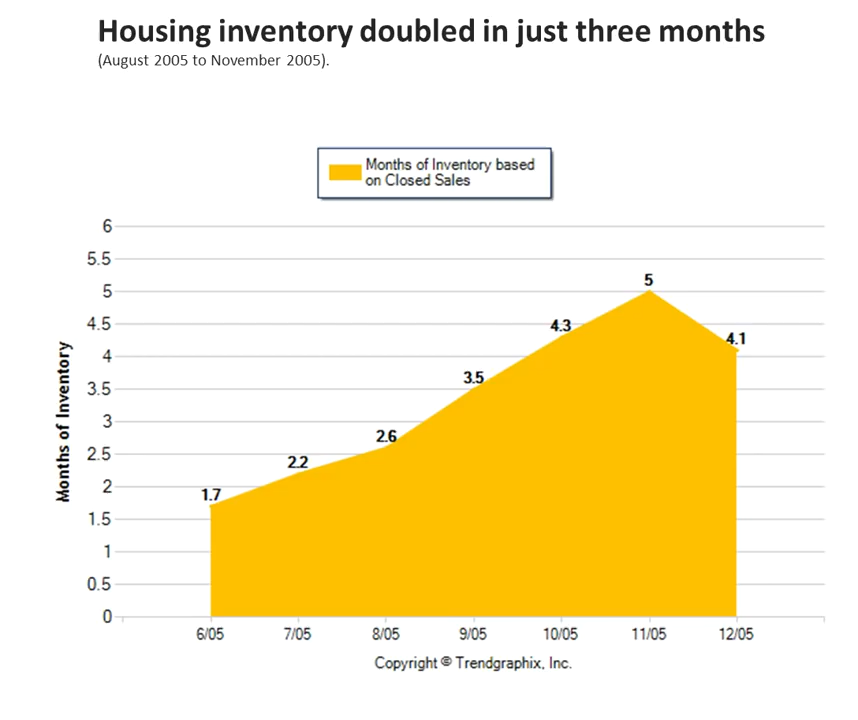 Housing inventory doubled in just three months
(August 2005 to November 2005).
Months of Inventory based
on Closed Sales
6
5.5
5
4.5
4
3.5
3
2.5
2
1.5
1
0.5
0
Months of Inventory
1.7
2.2
2.6
3.5
4.3
5
4.1
6/05 7/05 8/05 9/05 10/05 11/05 12/05
Copyright © Trendgraphix, Inc.